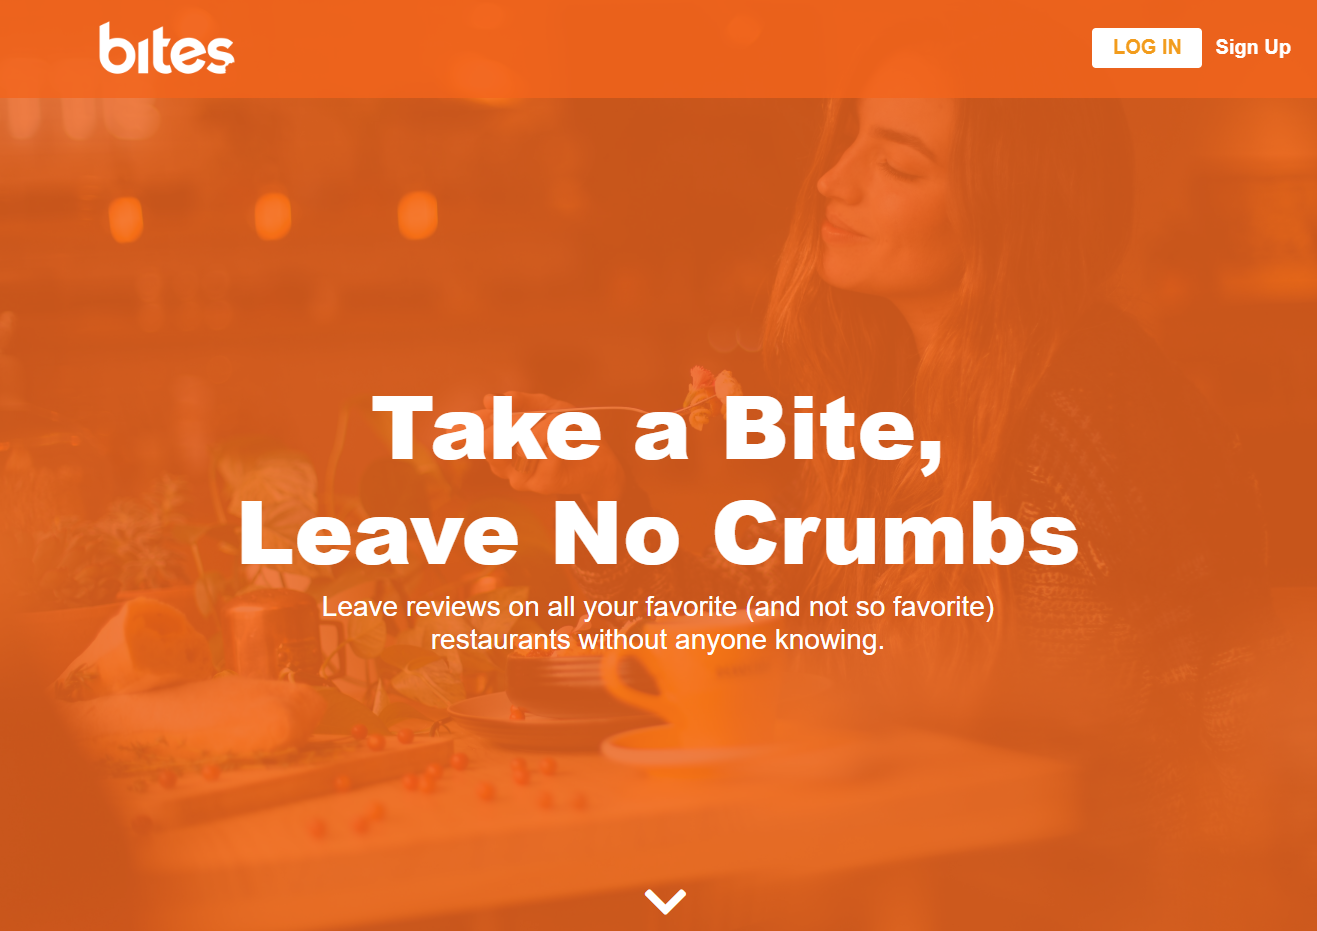 bites
LOG IN
Sign Up
Take a Bite,
Leave No Crumbs
Leave reviews on all your favorite (and not so favorite)
restaurants without anyone knowing.